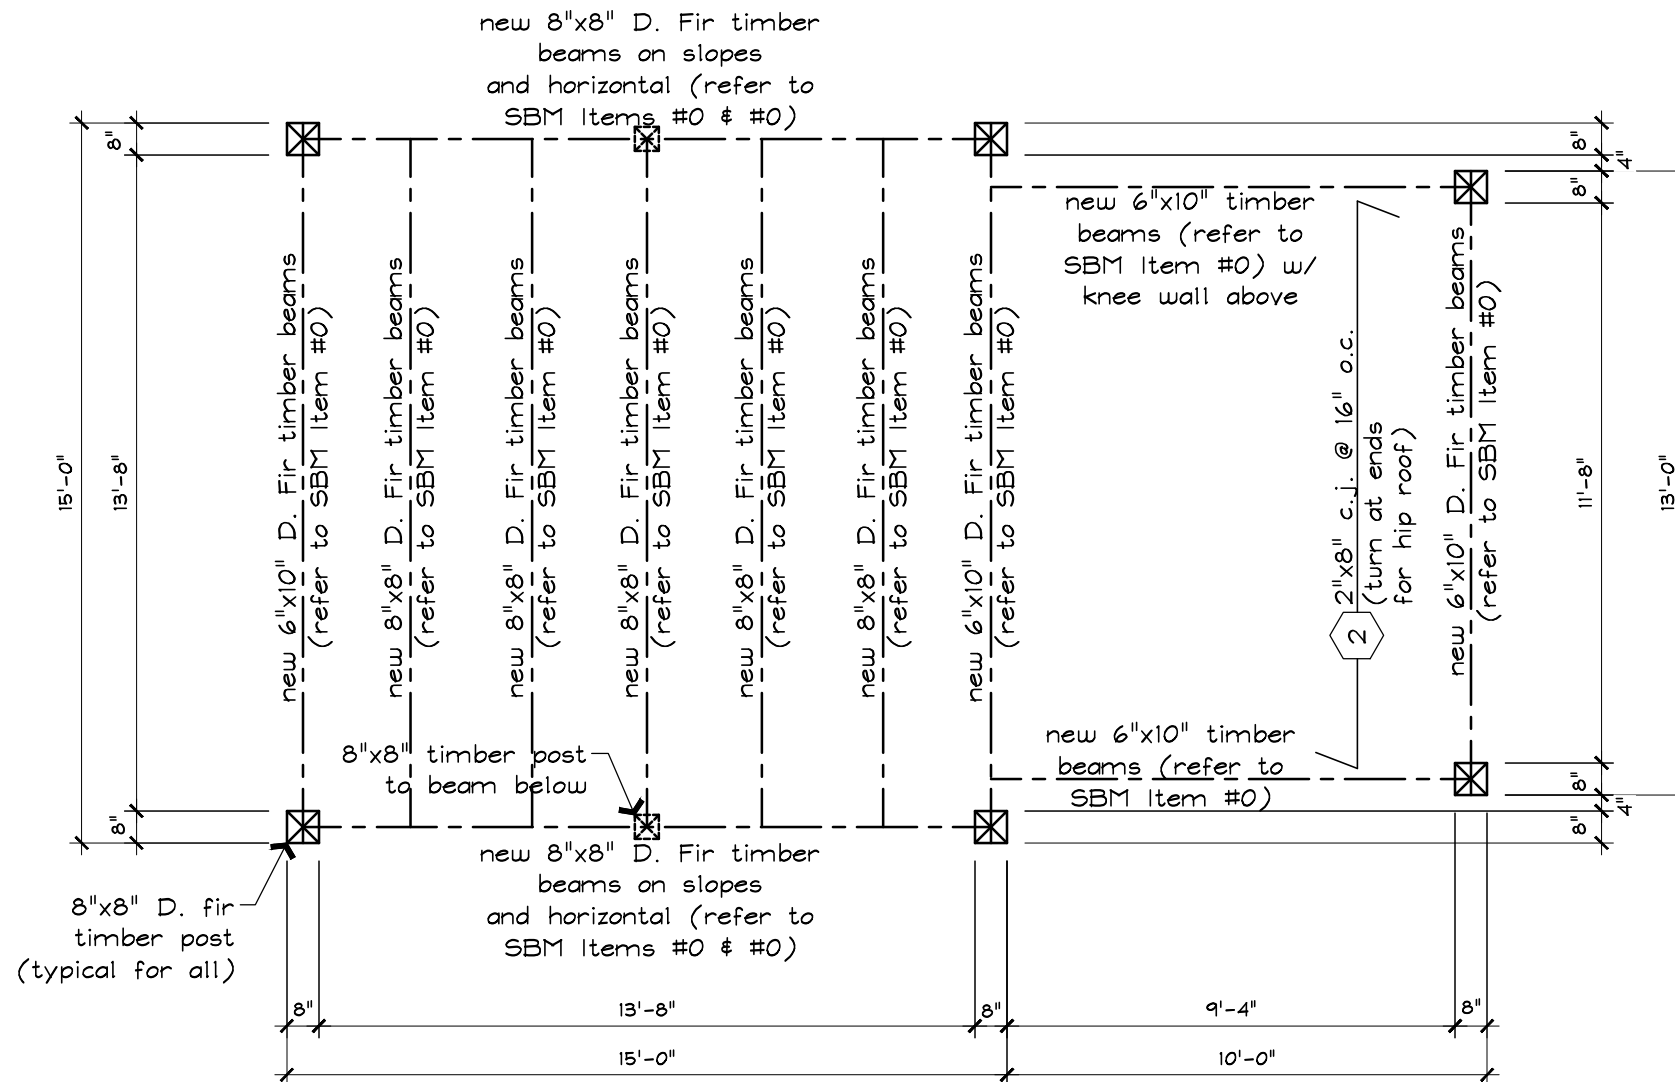 new 8"x8" D. Fir timber
beams on slopes
and horizontal (refer to
SBM Items #0 & #0)
8"
13'-8"
8"
15'-0"
new 6"x10" D. Fir timber beams
(refer to SBM Item #0)
new 8"x8" D. Fir timber beams
(refer to SBM Item #0)
new 8"x8" D. Fir timber beams
(refer to SBM Item #0)
new 8"x8" D. Fir timber beams
(refer to SBM Item #0)
new 8"x8" D. Fir timber beams
(refer to SBM Item #0)
new 8"x8" D. Fir timber beams
(refer to SBM Item #0)
new 6"x10" D. Fir timber beams
(refer to SBM Item #0)
new 6"x10" timber
beams (refer to
SBM Item #0) w/
knee wall above
2"x8" c.j. @ 16" o.c.
(turn at ends
for hip roof)
2
new 6"x10" D. Fir timber beams
(refer to SBM Item #0)
8"
4"
8"
11'-8"
13'-0"
8"
4"
8"
new 6"x10" timber
beams (refer to
SBM Item #0)
8"x8" timber post
to beam below
new 8"x8" D. Fir timber
beams on slopes
and horizontal (refer to
SBM Items #0 & #0)
8"x8" D. fir
timber post
(typical for all)
8"
13'-8"
8"
9'-4"
8"
15'-0"
10'-0"